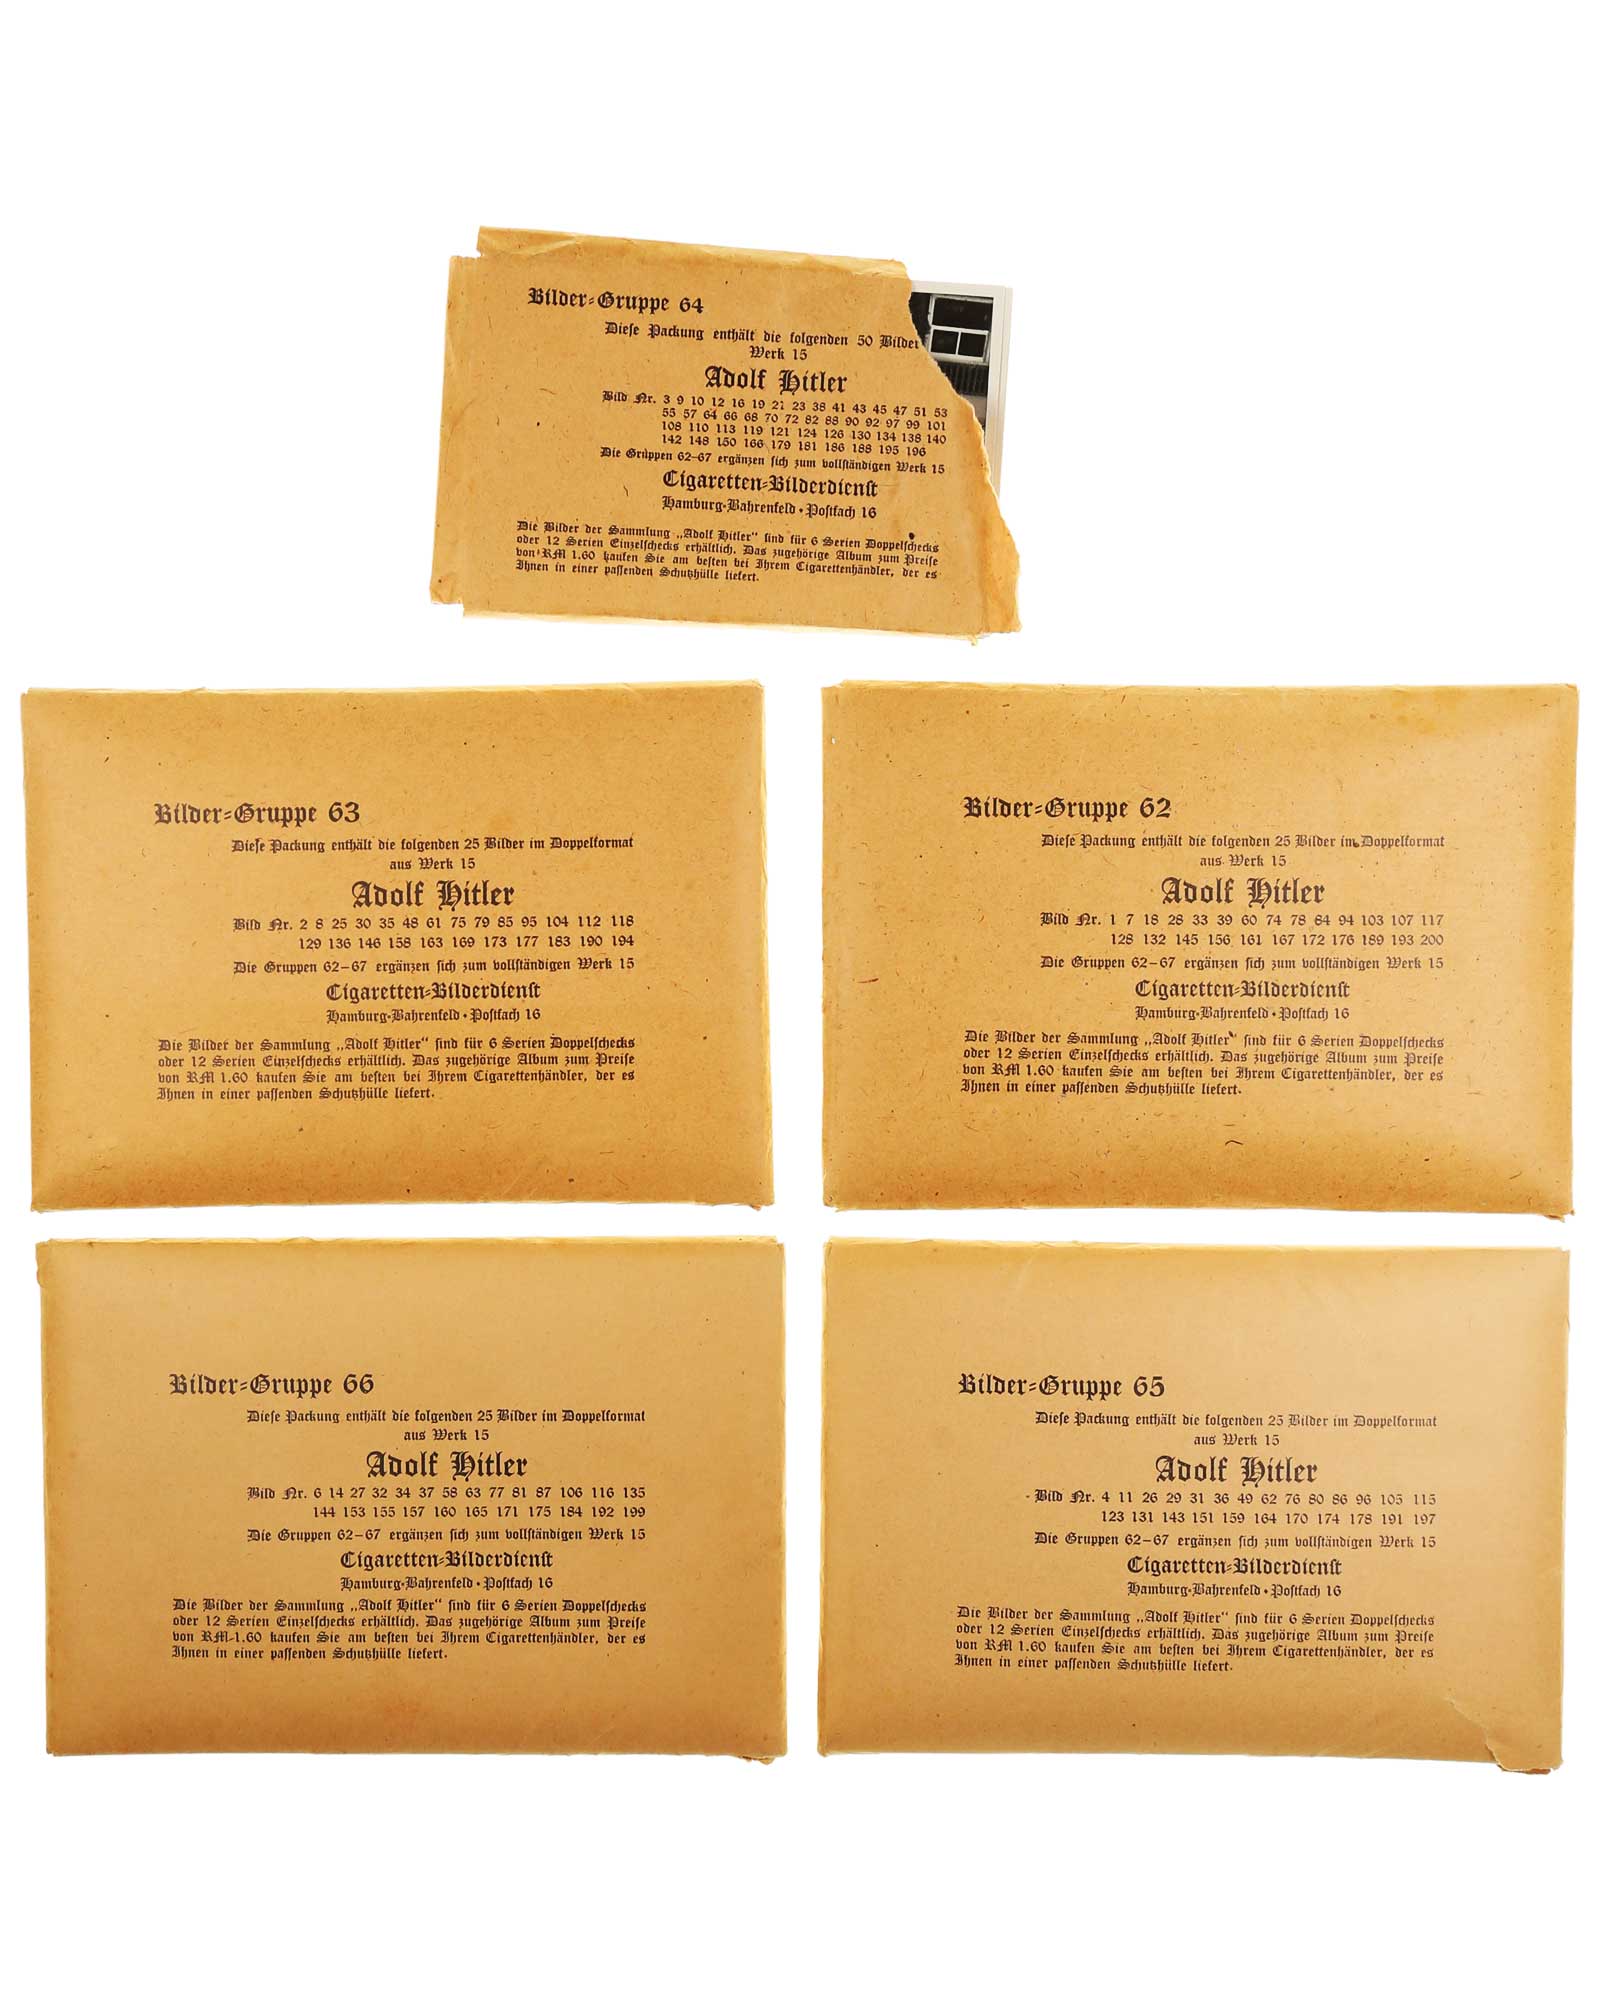 Bilder-Gruppe 64
Diese Packung enthält die folgenden 50 Bilder
Werk 15
Adolf Hitler
Bild Nr. 3 9 10 12 16 19 21 23 38 41 43 45 47 51 53
55 57 64 66 68 70 72 82 88 90 92 97 99 101
108 110 113 119 121 124 126 130 134 138 140
142 148 150 166 179 181 186 188 195 196
Die Gruppen 62–67 ergänzen sich zum vollständigen Werk 15
Cigaretten-Bilderdienst
Hamburg-Bahrenfeld • Postfach 16
Die Bilder der Sammlung „Adolf Hitler“ sind für 6 Serien Doppelschecks
oder 12 Serien Einzelschecks erhältlich. Das zugehörige Album zum Preise
von RM 1.60 kaufen Sie am besten bei Ihrem Cigarettenhändler, der es
Ihnen in einer passenden Schutzhülle liefert.
Bilder-Gruppe 63
Diese Packung enthält die folgenden 25 Bilder im Doppelformat
aus Werk 15
Adolf Hitler
Bild Nr. 2 8 25 30 35 48 61 75 79 85 95 104 112 118
129 136 146 158 163 169 173 177 183 190 194
Die Gruppen 62–67 ergänzen sich zum vollständigen Werk 15
Cigaretten-Bilderdienst
Hamburg-Bahrenfeld • Postfach 16
Die Bilder der Sammlung „Adolf Hitler“ sind für 6 Serien Doppelschecks
oder 12 Serien Einzelschecks erhältlich. Das zugehörige Album zum Preise
von RM 1.60 kaufen Sie am besten bei Ihrem Cigarettenhändler, der es
Ihnen in einer passenden Schutzhülle liefert.
Bilder-Gruppe 62
Diese Packung enthält die folgenden 25 Bilder im Doppelformat
aus Werk 15
Adolf Hitler
Bild Nr. 1 7 18 28 33 39 60 74 78 84 94 103 107 117
128 132 145 156 161 167 172 176 189 193 200
Die Gruppen 62–67 ergänzen sich zum vollständigen Werk 15
Cigaretten-Bilderdienst
Hamburg-Bahrenfeld • Postfach 16
Die Bilder der Sammlung „Adolf Hitler“ sind für 6 Serien Doppelschecks
oder 12 Serien Einzelschecks erhältlich. Das zugehörige Album zum Preise
von RM 1.60 kaufen Sie am besten bei Ihrem Cigarettenhändler, der es
Ihnen in einer passenden Schutzhülle liefert.
Bilder-Gruppe 66
Diese Packung enthält die folgenden 25 Bilder im Doppelformat
aus Werk 15
Adolf Hitler
Bild Nr. 6 14 27 32 34 37 58 63 77 81 87 106 116 135
144 153 155 157 160 165 171 175 184 192 199
Die Gruppen 62–67 ergänzen sich zum vollständigen Werk 15
Cigaretten-Bilderdienst
Hamburg-Bahrenfeld • Postfach 16
Die Bilder der Sammlung „Adolf Hitler“ sind für 6 Serien Doppelschecks
oder 12 Serien Einzelschecks erhältlich. Das zugehörige Album zum Preise
von RM 1.60 kaufen Sie am besten bei Ihrem Cigarettenhändler, der es
Ihnen in einer passenden Schutzhülle liefert.
Bilder-Gruppe 65
Diese Packung enthält die folgenden 25 Bilder im Doppelformat
aus Werk 15
Adolf Hitler
Bild Nr. 4 11 26 29 31 36 49 62 76 80 86 96 105 115
123 131 143 151 159 164 170 174 178 191 197
Die Gruppen 62–67 ergänzen sich zum vollständigen Werk 15
Cigaretten-Bilderdienst
Hamburg-Bahrenfeld • Postfach 16
Die Bilder der Sammlung „Adolf Hitler“ sind für 6 Serien Doppelschecks
oder 12 Serien Einzelschecks erhältlich. Das zugehörige Album zum Preise
von RM 1.60 kaufen Sie am besten bei Ihrem Cigarettenhändler, der es
Ihnen in einer passenden Schutzhülle liefert.